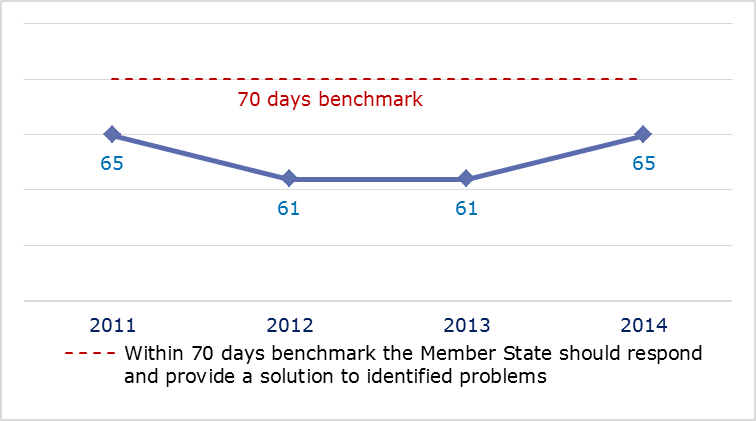 70 days benchmark
65
61
61
65
2011
2012
2013
2014
Within 70 days benchmark the Member State should respond
and provide a solution to identified problems